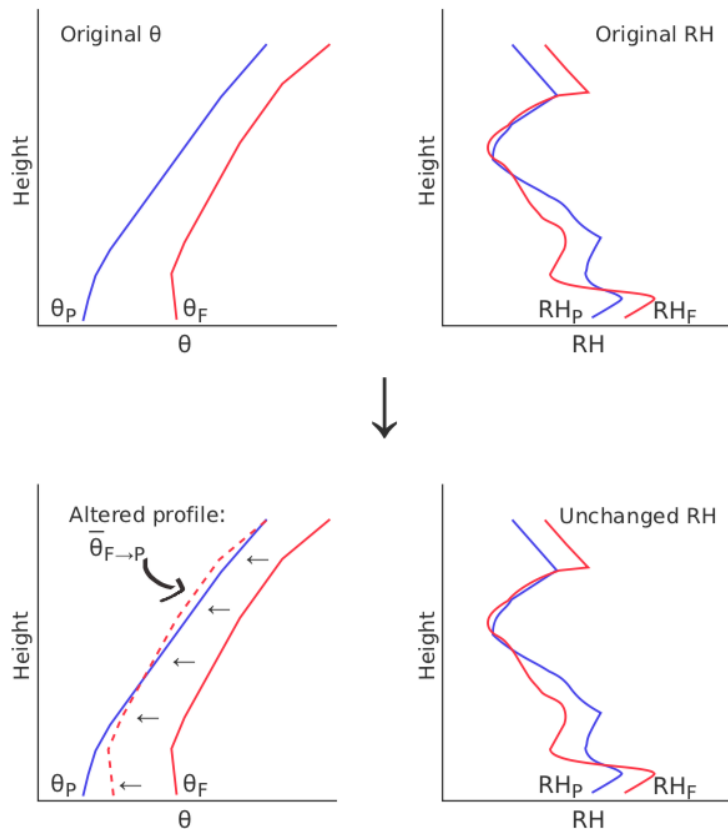 Original θ
Height
θP
θF
θ
Original RH
Height
RHP
RHF
RH
Altered profile:
θ̅F→P
Height
θP
θF
θ
Unchanged RH
Height
RHP
RHF
RH